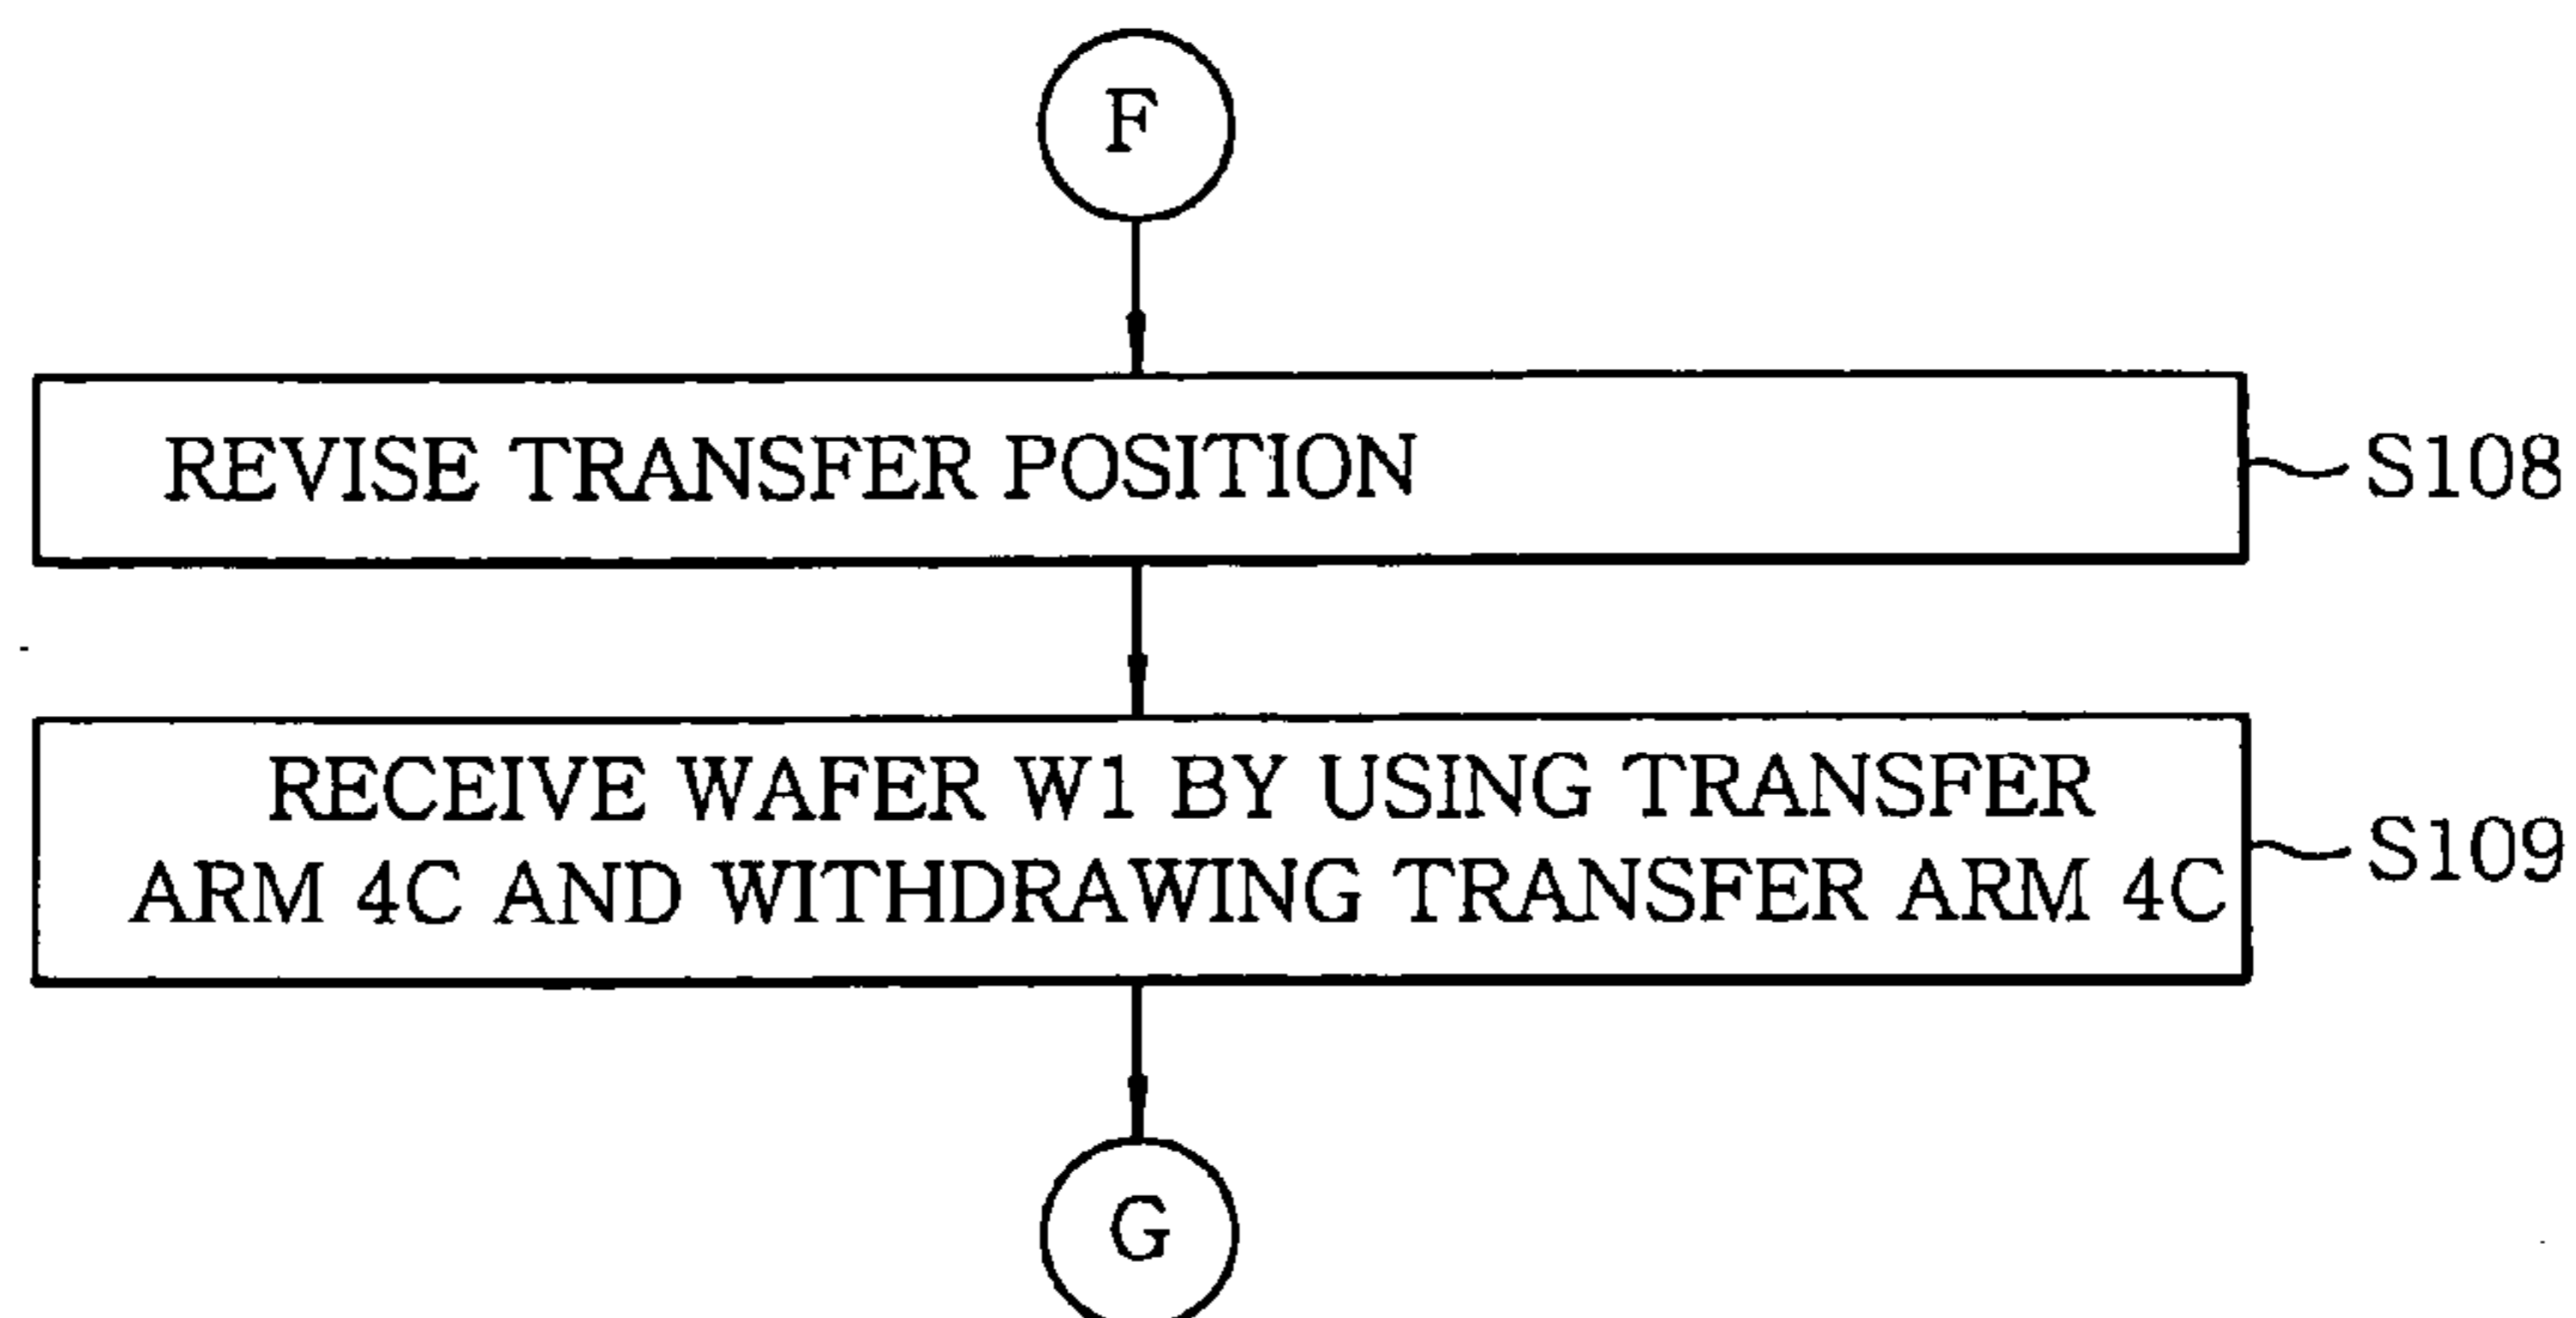 F
REVISE TRANSFER POSITION
S108
RECEIVE WAFER W1 BY USING TRANSFER
ARM 4C AND WITHDRAWING TRANSFER ARM 4C
S109
G